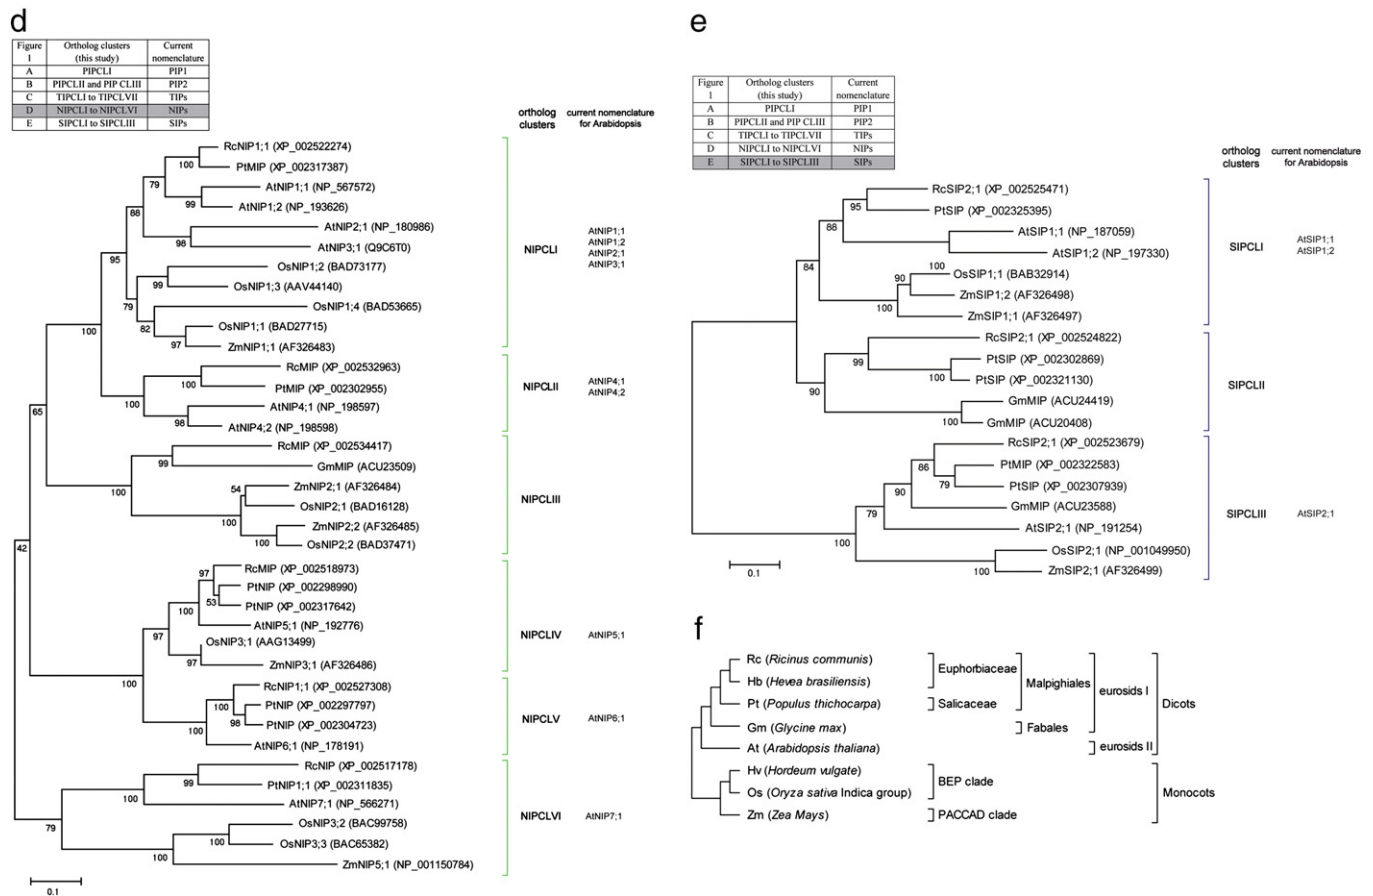 d
Figure 1 Ortholog clusters (this study) Current nomenclature
A PIPCLI PIP1
B PIPCLII and PIP CLIII PIP2
C TIPCLI to TIPCLVII TIPs
D NIPCLI to NIPCLVI NIPs
E SIPCLI to SIPCLIII SIPs
ortholog clusters
current nomenclature for Arabidopsis
RcNIP1;1 (XP_002522274)
100
PtMIP (XP_002317387)
79
AtNIP1;1 (NP_567572)
99
AtNIP1;2 (NP_193626)
88
AtNIP2;1 (NP_180986)
98
AtNIP3;1 (Q9C6T0)
95
OsNIP1;2 (BAD73177)
99
OsNIP1;3 (AAV44140)
79
OsNIP1;4 (BAD53665)
82
OsNIP1;1 (BAD27715)
97
ZmNIP1;1 (AF326483)
100
NIPCLI
AtNIP1;1
AtNIP1;2
AtNIP2;1
AtNIP3;1
RcMIP (XP_002532963)
100
PtMIP (XP_002302955)
100
AtNIP4;1 (NP_198597)
98
AtNIP4;2 (NP_198598)
NIPCLII
AtNIP4;1
AtNIP4;2
65
RcMIP (XP_002534417)
99
GmMIP (ACU23509)
100
ZmNIP2;1 (AF326484)
54
OsNIP2;1 (BAD16128)
100
ZmNIP2;2 (AF326485)
100
OsNIP2;2 (BAD37471)
NIPCLIII
42
RcMIP (XP_002518973)
97
PtNIP (XP_002298990)
53
PtNIP (XP_002317642)
100
AtNIP5;1 (NP_192776)
97
OsNIP3;1 (AAG13499)
97
ZmNIP3;1 (AF326486)
NIPCLIV
AtNIP5;1
100
RcNIP1;1 (XP_002527308)
100
PtNIP (XP_002297797)
98
PtNIP (XP_002304723)
100
AtNIP6;1 (NP_178191)
NIPCLV
AtNIP6;1
RcNIP (XP_002517178)
99
PtNIP1;1 (XP_002311835)
100
AtNIP7;1 (NP_566271)
79
OsNIP3;2 (BAC99758)
100
OsNIP3;3 (BAC65382)
100
ZmNIP5;1 (NP_001150784)
NIPCLVI
AtNIP7;1
0.1
e
Figure 1 Ortholog clusters (this study) Current nomenclature
A PIPCLI PIP1
B PIPCLII and PIP CLIII PIP2
C TIPCLI to TIPCLVII TIPs
D NIPCLI to NIPCLVI NIPs
E SIPCLI to SIPCLIII SIPs
ortholog clusters
current nomenclature for Arabidopsis
RcSIP2;1 (XP_002525471)
95
PtSIP (XP_002325395)
88
AtSIP1;1 (NP_187059)
100
AtSIP1;2 (NP_197330)
84
OsSIP1;1 (BAB32914)
90
ZmSIP1;2 (AF326498)
100
ZmSIP1;1 (AF326497)
SIPCLI
AtSIP1;1
AtSIP1;2
RcSIP2;1 (XP_002524822)
99
PtSIP (XP_002302869)
100
PtSIP (XP_002321130)
90
GmMIP (ACU24419)
100
GmMIP (ACU20408)
SIPCLII
RcSIP2;1 (XP_002523679)
86
PtMIP (XP_002322583)
79
PtSIP (XP_002307939)
90
GmMIP (ACU23588)
79
AtSIP2;1 (NP_191254)
100
OsSIP2;1 (NP_001049950)
100
ZmSIP2;1 (AF326499)
SIPCLIII
AtSIP2;1
0.1
f
Rc (Ricinus communis)
Hb (Hevea brasiliensis)
Pt (Populus thichocarpa)
Gm (Glycine max)
At (Arabidopsis thaliana)
Hv (Hordeum vulgate)
Os (Oryza sativa Indica group)
Zm (Zea Mays)
Euphorbiaceae
Salicaceae
Malpighiales
Fabales
eurosids I
eurosids II
Dicots
BEP clade
PACCAD clade
Monocots